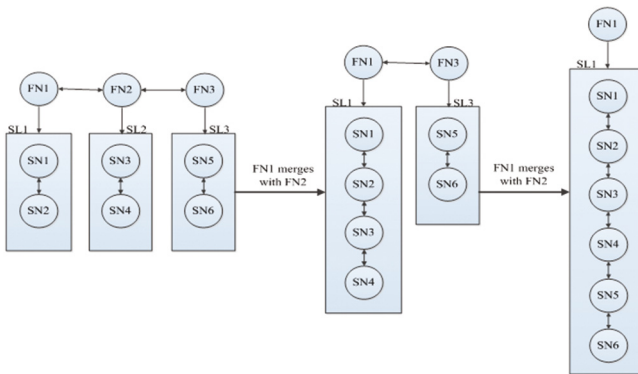 FN1
FN2
FN3
SL1
SL2
SL3
SN1
SN3
SN5
SN2
SN4
SN6
FN1 merges
with FN2
FN1
FN3
SL1
SL3
SN1
SN5
SN2
SN6
SN3
SN4
FN1 merges
with FN2
FN1
SL1
SN1
SN2
SN3
SN4
SN5
SN6